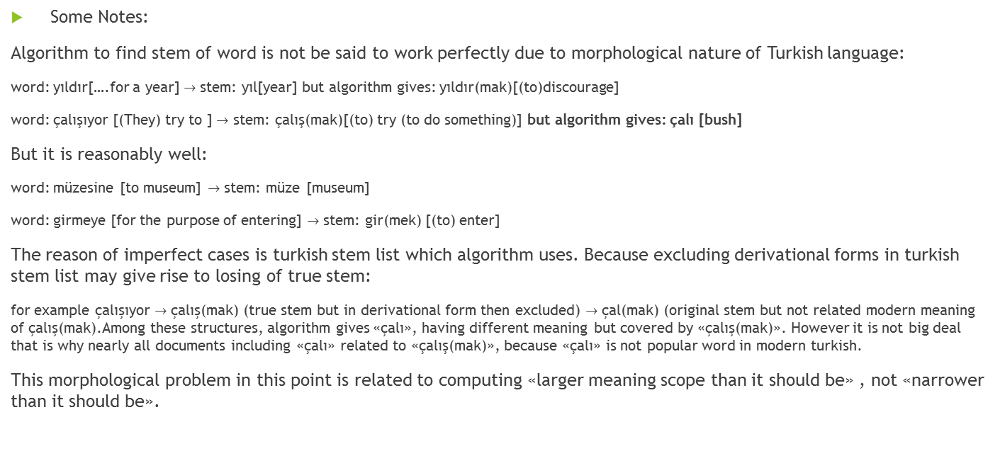 Some Notes:
Algorithm to find stem of word is not be said to work perfectly due to morphological nature of Turkish language:
word: yıldır[….for a year] → stem: yıl[year] but algorithm gives: yıldır(mak)[(to)discourage]
word: çalışıyor [(They) try to ] → stem: çalış(mak)[(to) try (to do something)] but algorithm gives: çalı [bush]
But it is reasonably well:
word: müzesine [to museum] → stem: müze [museum]
word: girmeye [for the purpose of entering] → stem: gir(mek) [(to) enter]
The reason of imperfect cases is turkish stem list which algorithm uses. Because excluding derivational forms in turkish
stem list may give rise to losing of true stem:
for example çalışıyor → çalış(mak) (true stem but in derivational form then excluded) → çal(mak) (original stem but not related modern meaning
of çalış(mak).Among these structures, algorithm gives «çalı», having different meaning but covered by «çalış(mak)». However it is not big deal
that is why nearly all documents including «çalı» related to «çalış(mak)», because «çalı» is not popular word in modern turkish.
This morphological problem in this point is related to computing «larger meaning scope than it should be» , not «narrower
than it should be».